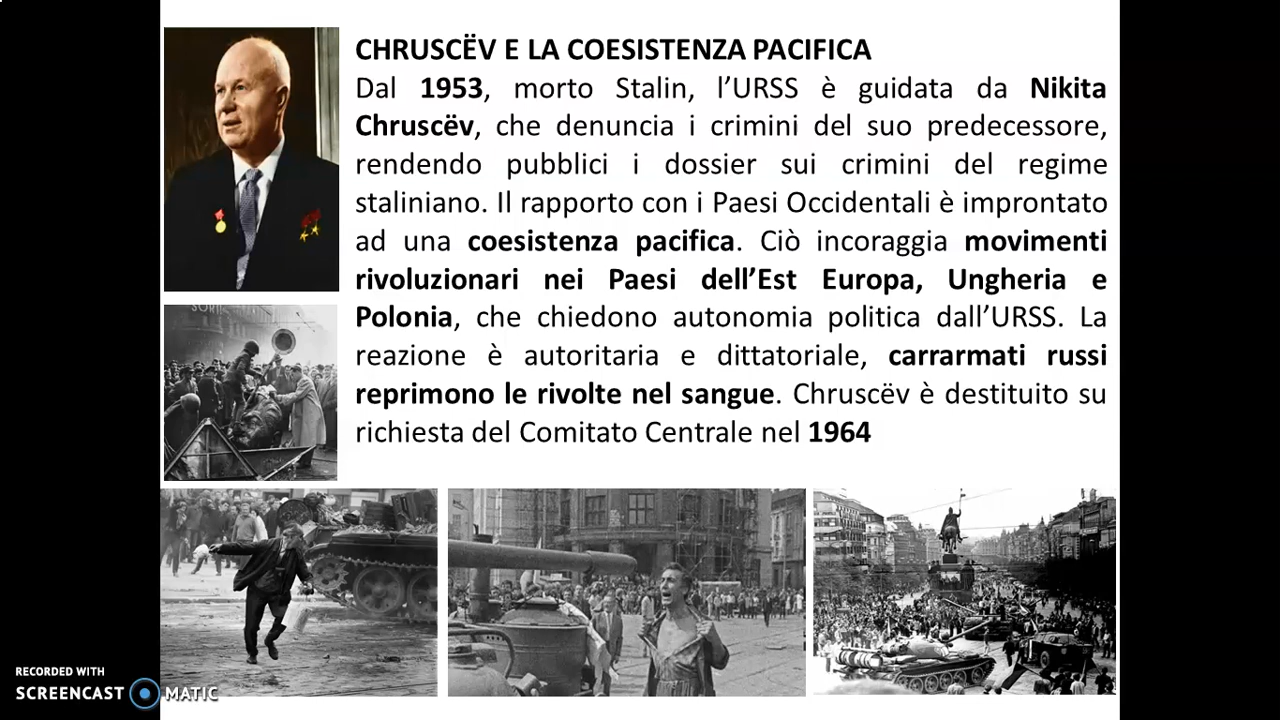 CHRUSCËV E LA COESISTENZA PACIFICA
Dal 1953, morto Stalin, l’URSS è guidata da Nikita
Chruscëv, che denuncia i crimini del suo predecessore,
rendendo pubblici i dossier sui crimini del regime
staliniano. Il rapporto con i Paesi Occidentali è improntato
ad una coesistenza pacifica. Ciò incoraggia movimenti
rivoluzionari nei Paesi dell’Est Europa, Ungheria e
Polonia, che chiedono autonomia politica dall’URSS. La
reazione è autoritaria e dittatoriale, carrarmati russi
reprimono le rivolte nel sangue. Chruscëv è destituito su
richiesta del Comitato Centrale nel 1964
RECORDED WITH
SCREENCAST MATIC